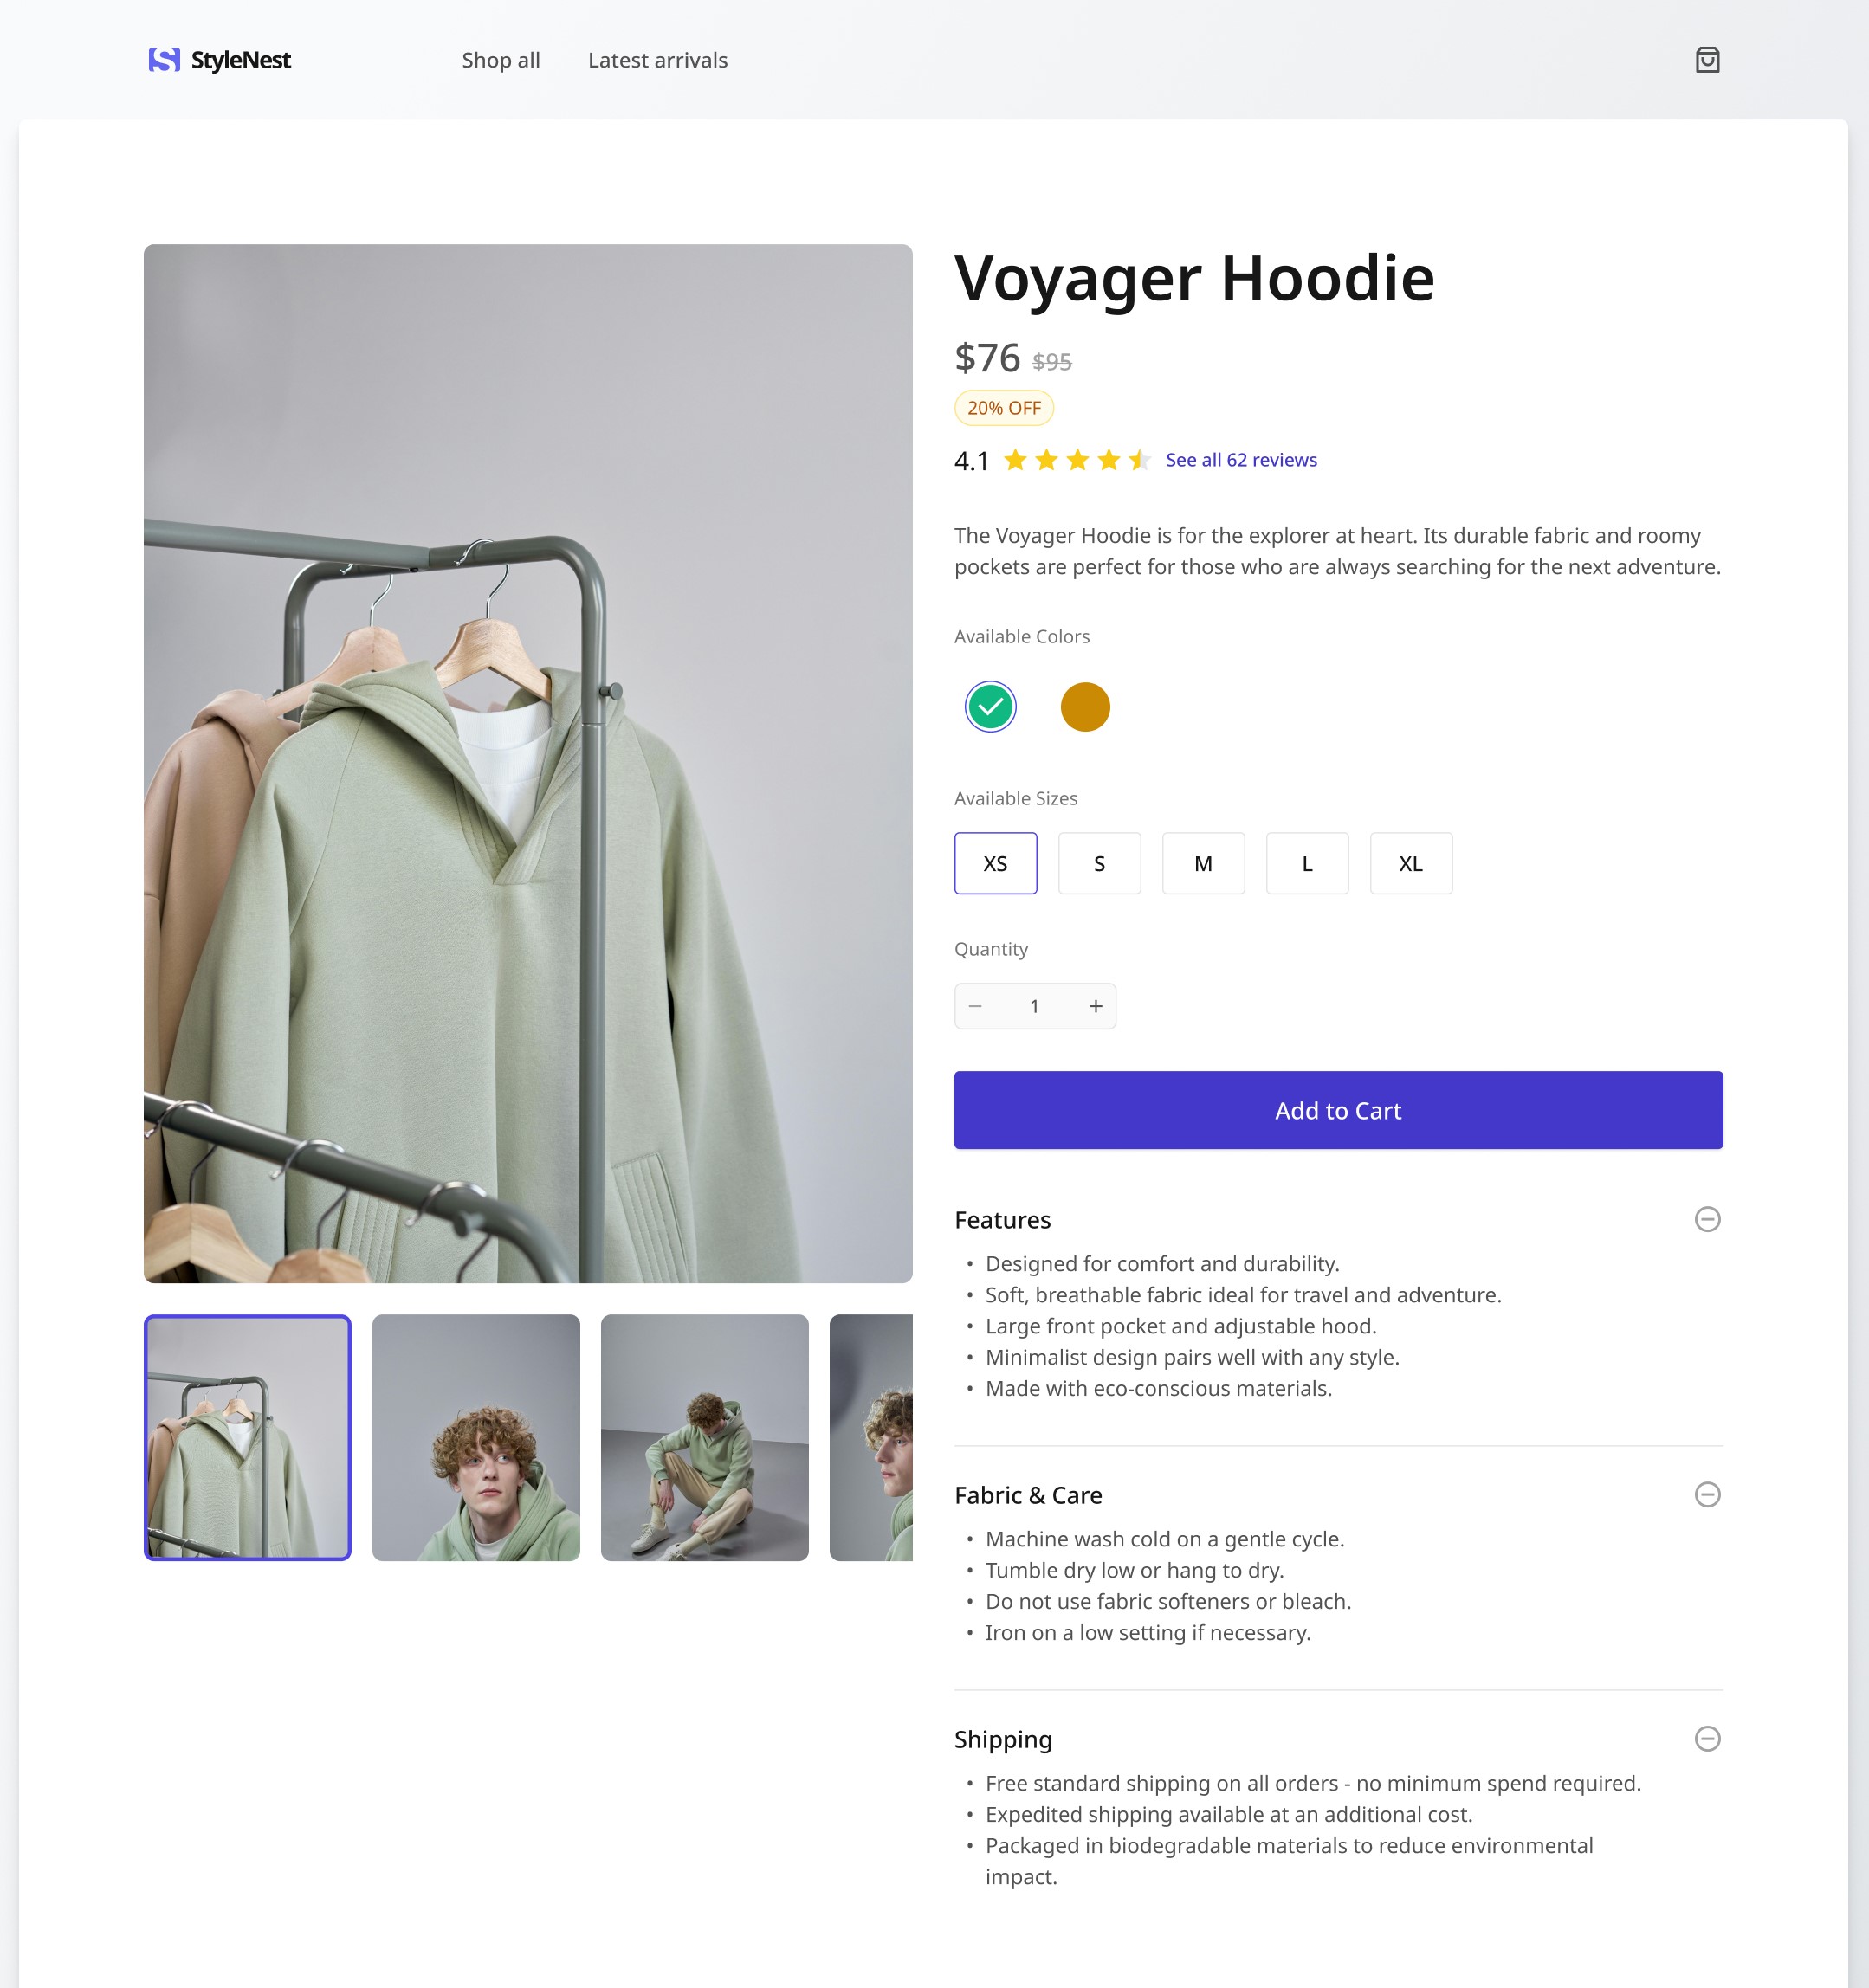 StyleNest
Shop all
Latest arrivals
Voyager Hoodie
$76 $95
20% OFF
4.1 See all 62 reviews
The Voyager Hoodie is for the explorer at heart. Its durable fabric and roomy
pockets are perfect for those who are always searching for the next adventure.
Available Colors
Available Sizes
XS
S
M
L
XL
Quantity
1
Add to Cart
Features
• Designed for comfort and durability.
• Soft, breathable fabric ideal for travel and adventure.
• Large front pocket and adjustable hood.
• Minimalist design pairs well with any style.
• Made with eco-conscious materials.
Fabric & Care
• Machine wash cold on a gentle cycle.
• Tumble dry low or hang to dry.
• Do not use fabric softeners or bleach.
• Iron on a low setting if necessary.
Shipping
• Free standard shipping on all orders - no minimum spend required.
• Expedited shipping available at an additional cost.
• Packaged in biodegradable materials to reduce environmental
impact.